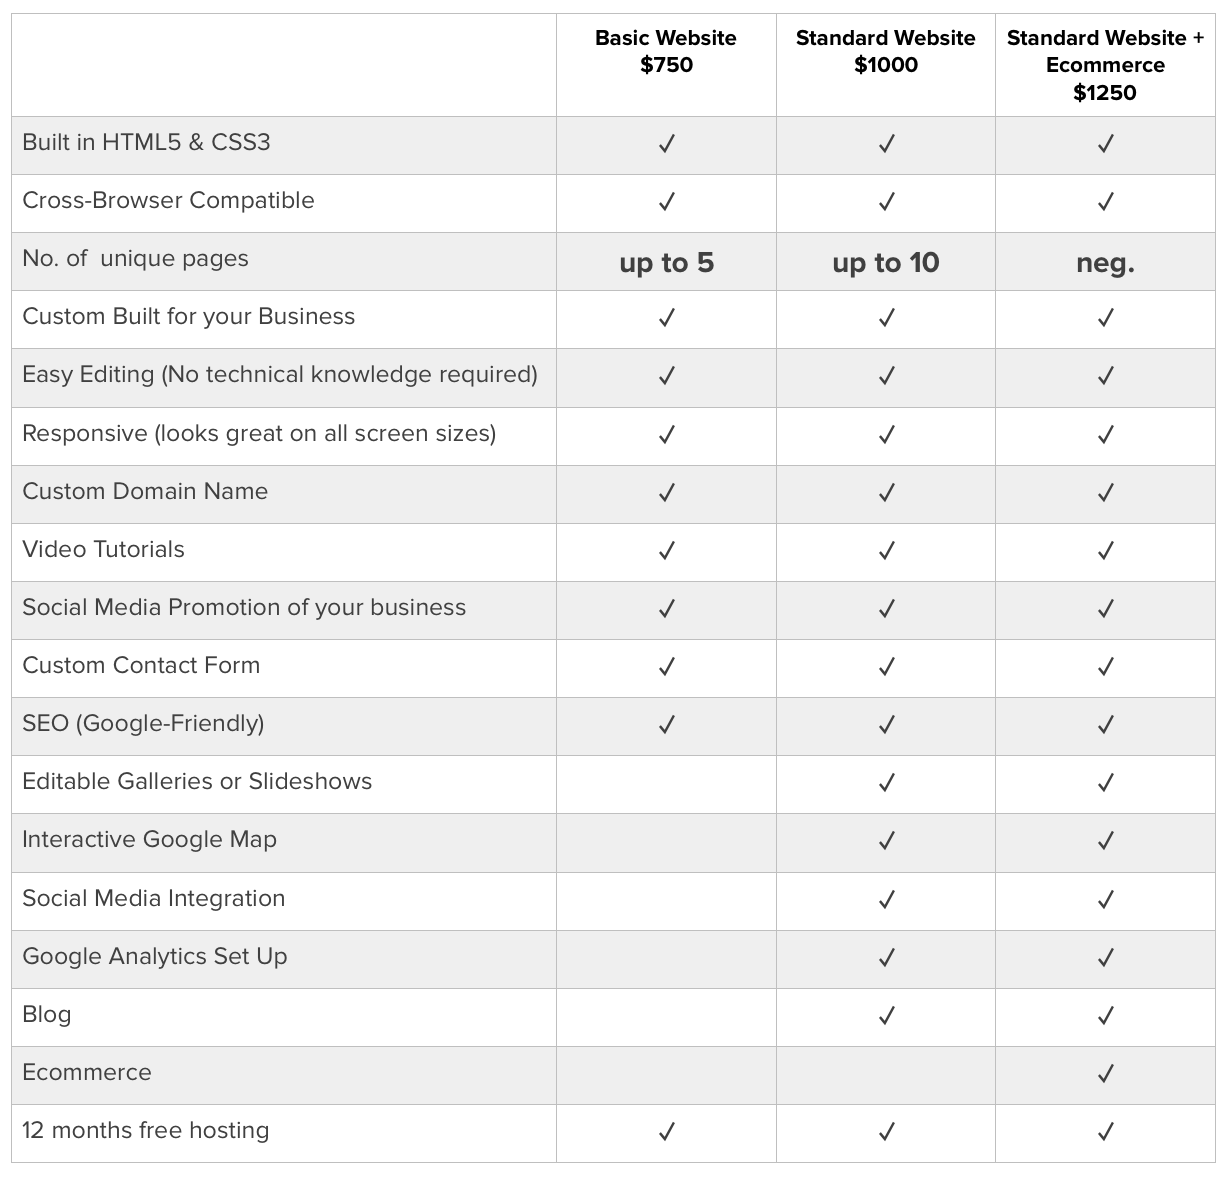 Basic Website
$750
Standard Website
$1000
Standard Website +
Ecommerce
$1250
Built in HTML5 & CSS3 ✓ ✓ ✓
Cross-Browser Compatible ✓ ✓ ✓
No. of unique pages up to 5 up to 10 neg.
Custom Built for your Business ✓ ✓ ✓
Easy Editing (No technical knowledge required) ✓ ✓ ✓
Responsive (looks great on all screen sizes) ✓ ✓ ✓
Custom Domain Name ✓ ✓ ✓
Video Tutorials ✓ ✓ ✓
Social Media Promotion of your business ✓ ✓ ✓
Custom Contact Form ✓ ✓ ✓
SEO (Google-Friendly) ✓ ✓ ✓
Editable Galleries or Slideshows ✓ ✓
Interactive Google Map ✓ ✓
Social Media Integration ✓ ✓
Google Analytics Set Up ✓ ✓
Blog ✓ ✓
Ecommerce ✓
12 months free hosting ✓ ✓ ✓